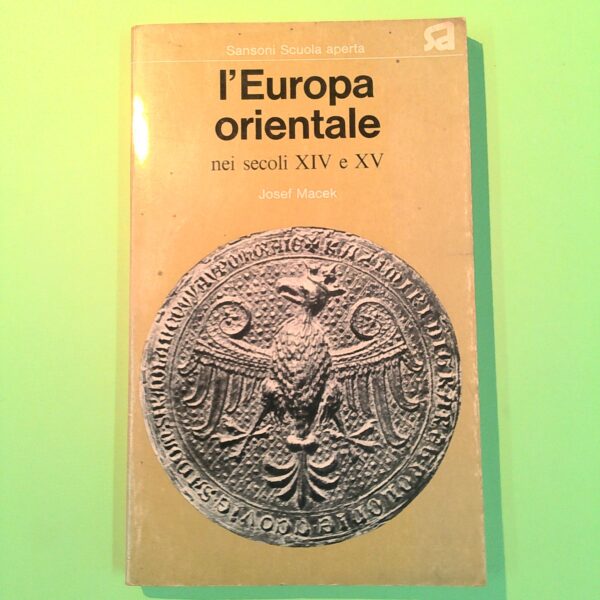 Sansoni Scuola aperta
sa
l'Europa
orientale
nei secoli XIV e XV
Josef Macek